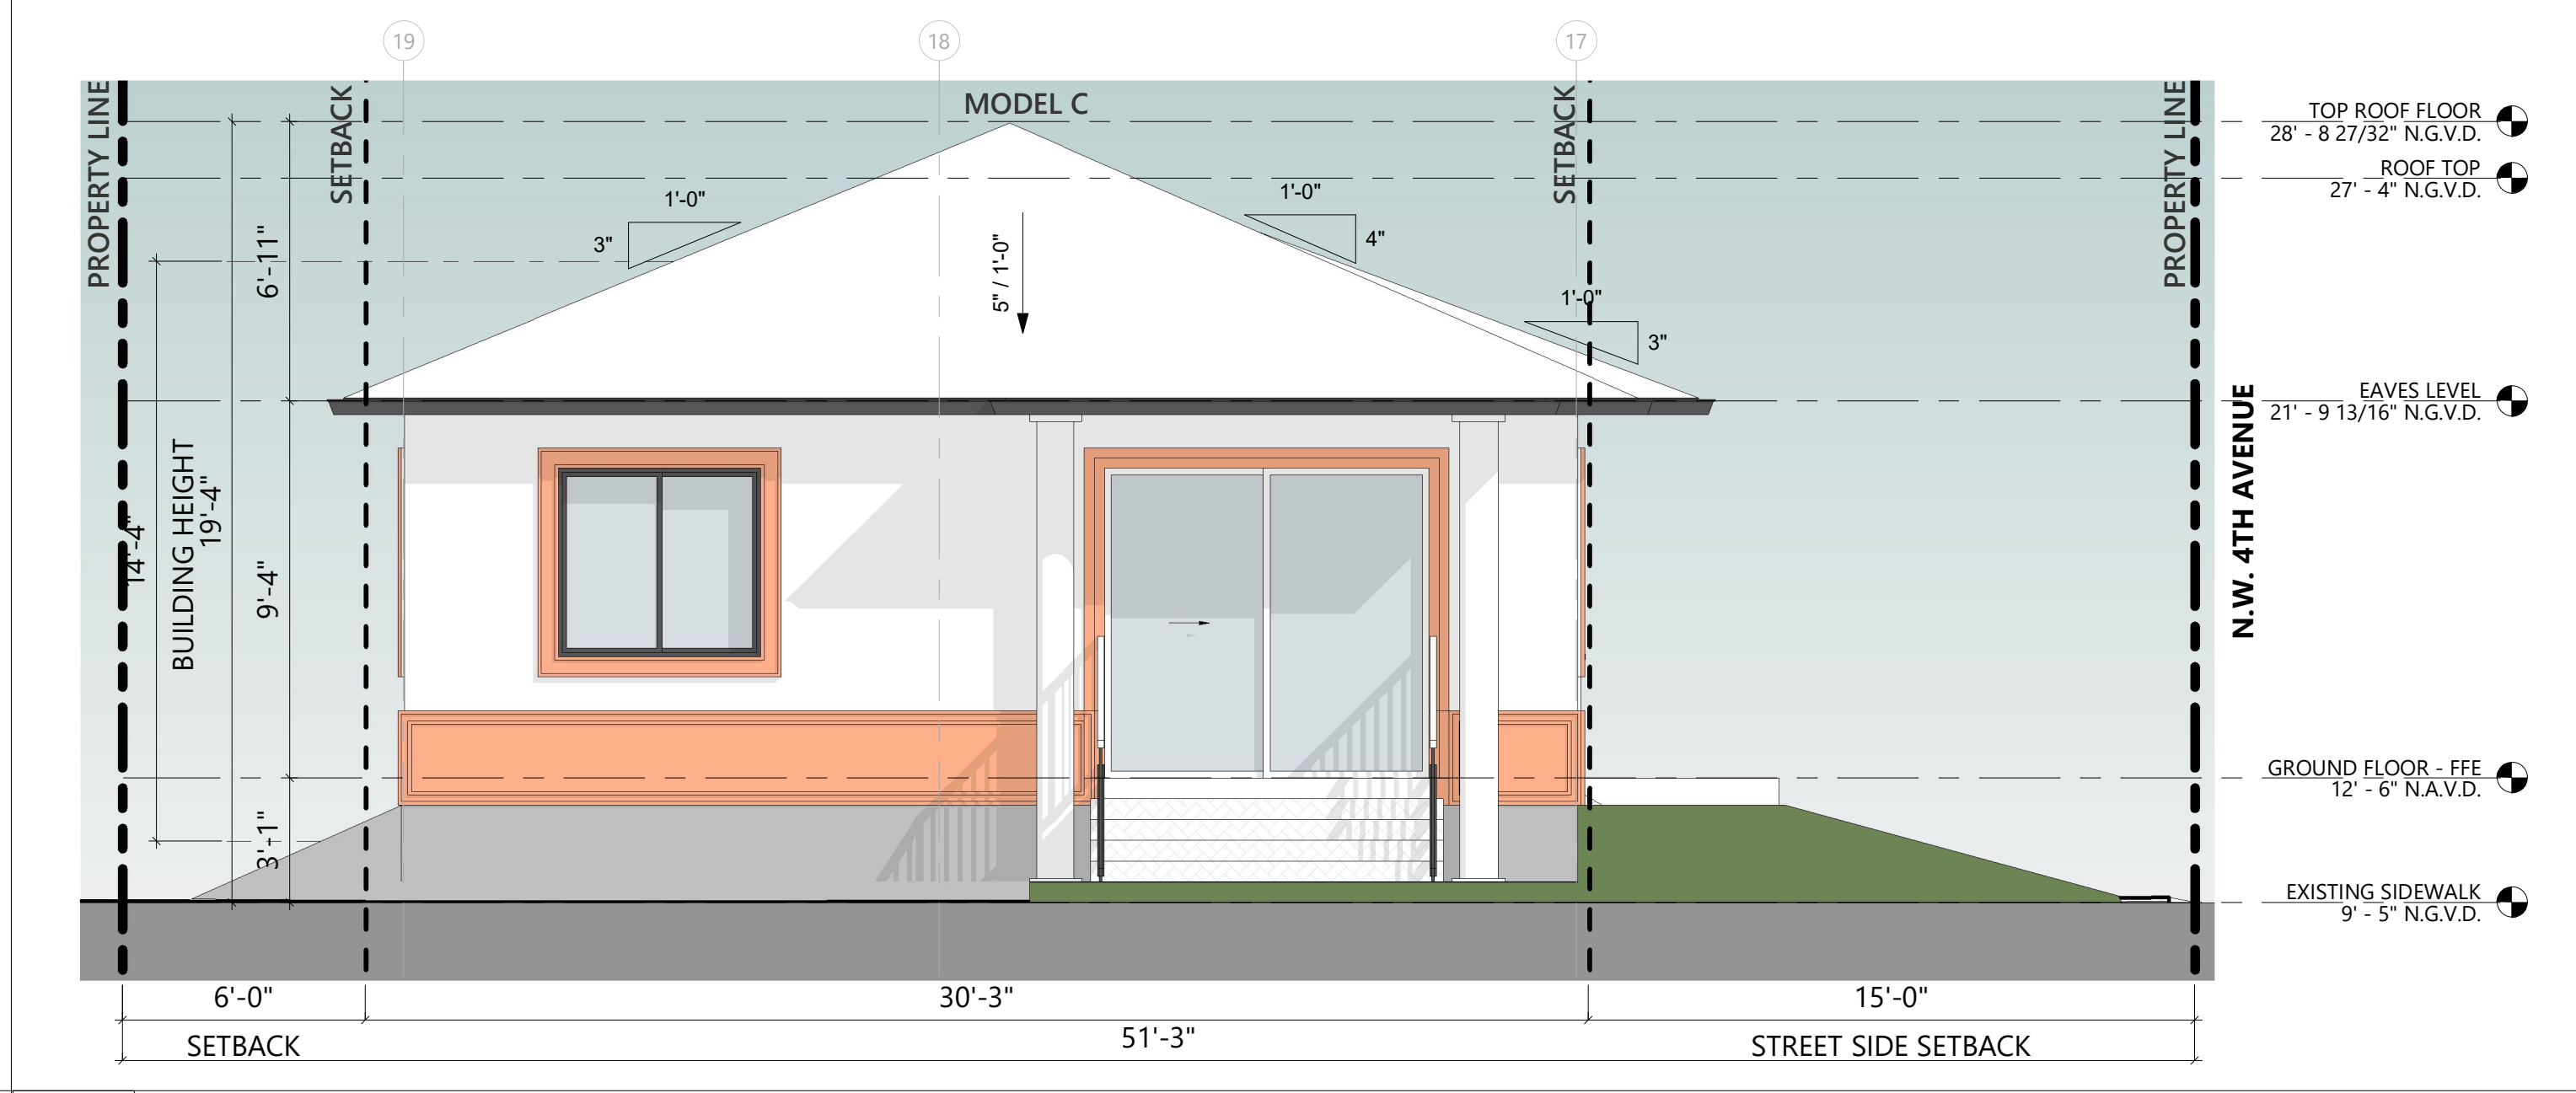 19
18
17
PROPERTY LINE
SETBACK
MODEL C
SETBACK
PROPERTY LINE
TOP ROOF FLOOR
28' - 8 27/32" N.G.V.D.
ROOF TOP
27' - 4" N.G.V.D.
1'-0"
3"
1'-0"
4"
5" / 1'-0"
1'-0"
3"
6'-11"
EAVES LEVEL
21' - 9 13/16" N.G.V.D.
N.W. 4TH AVENUE
14'-4"
BUILDING HEIGHT
19'-4"
9'-4"
GROUND FLOOR - FFE
12' - 6" N.A.V.D.
3'-1"
EXISTING SIDEWALK
9' - 5" N.G.V.D.
6'-0"
30'-3"
15'-0"
SETBACK
51'-3"
STREET SIDE SETBACK